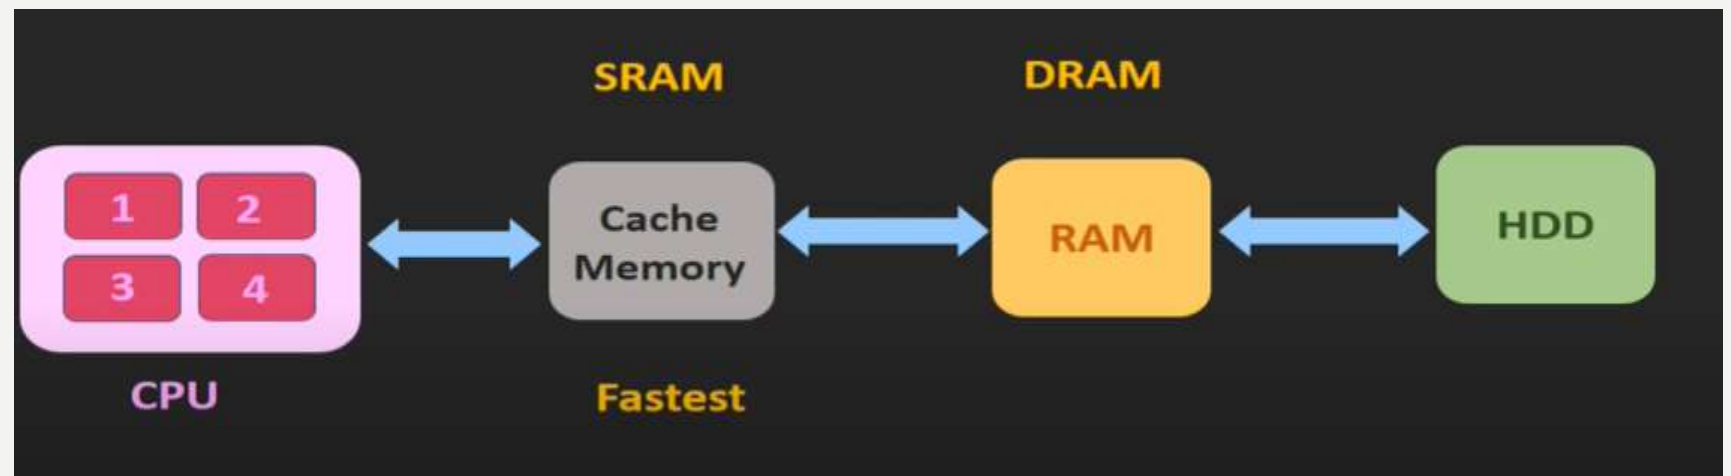 SRAM
DRAM
1
2
3
4
Cache
Memory
RAM
HDD
CPU
Fastest